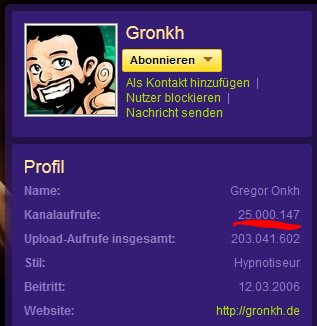 Gronkh
Abonnieren
Als Kontakt hinzufügen |
Nutzer blockieren |
Nachricht senden
Profil
Name: Gregor Onkh
Kanalaufrufe: 25.000.147
Upload-Aufrufe insgesamt: 203.041.602
Stil: Hypnotiseur
Beitritt: 12.03.2006
Website: http://gronkh.de